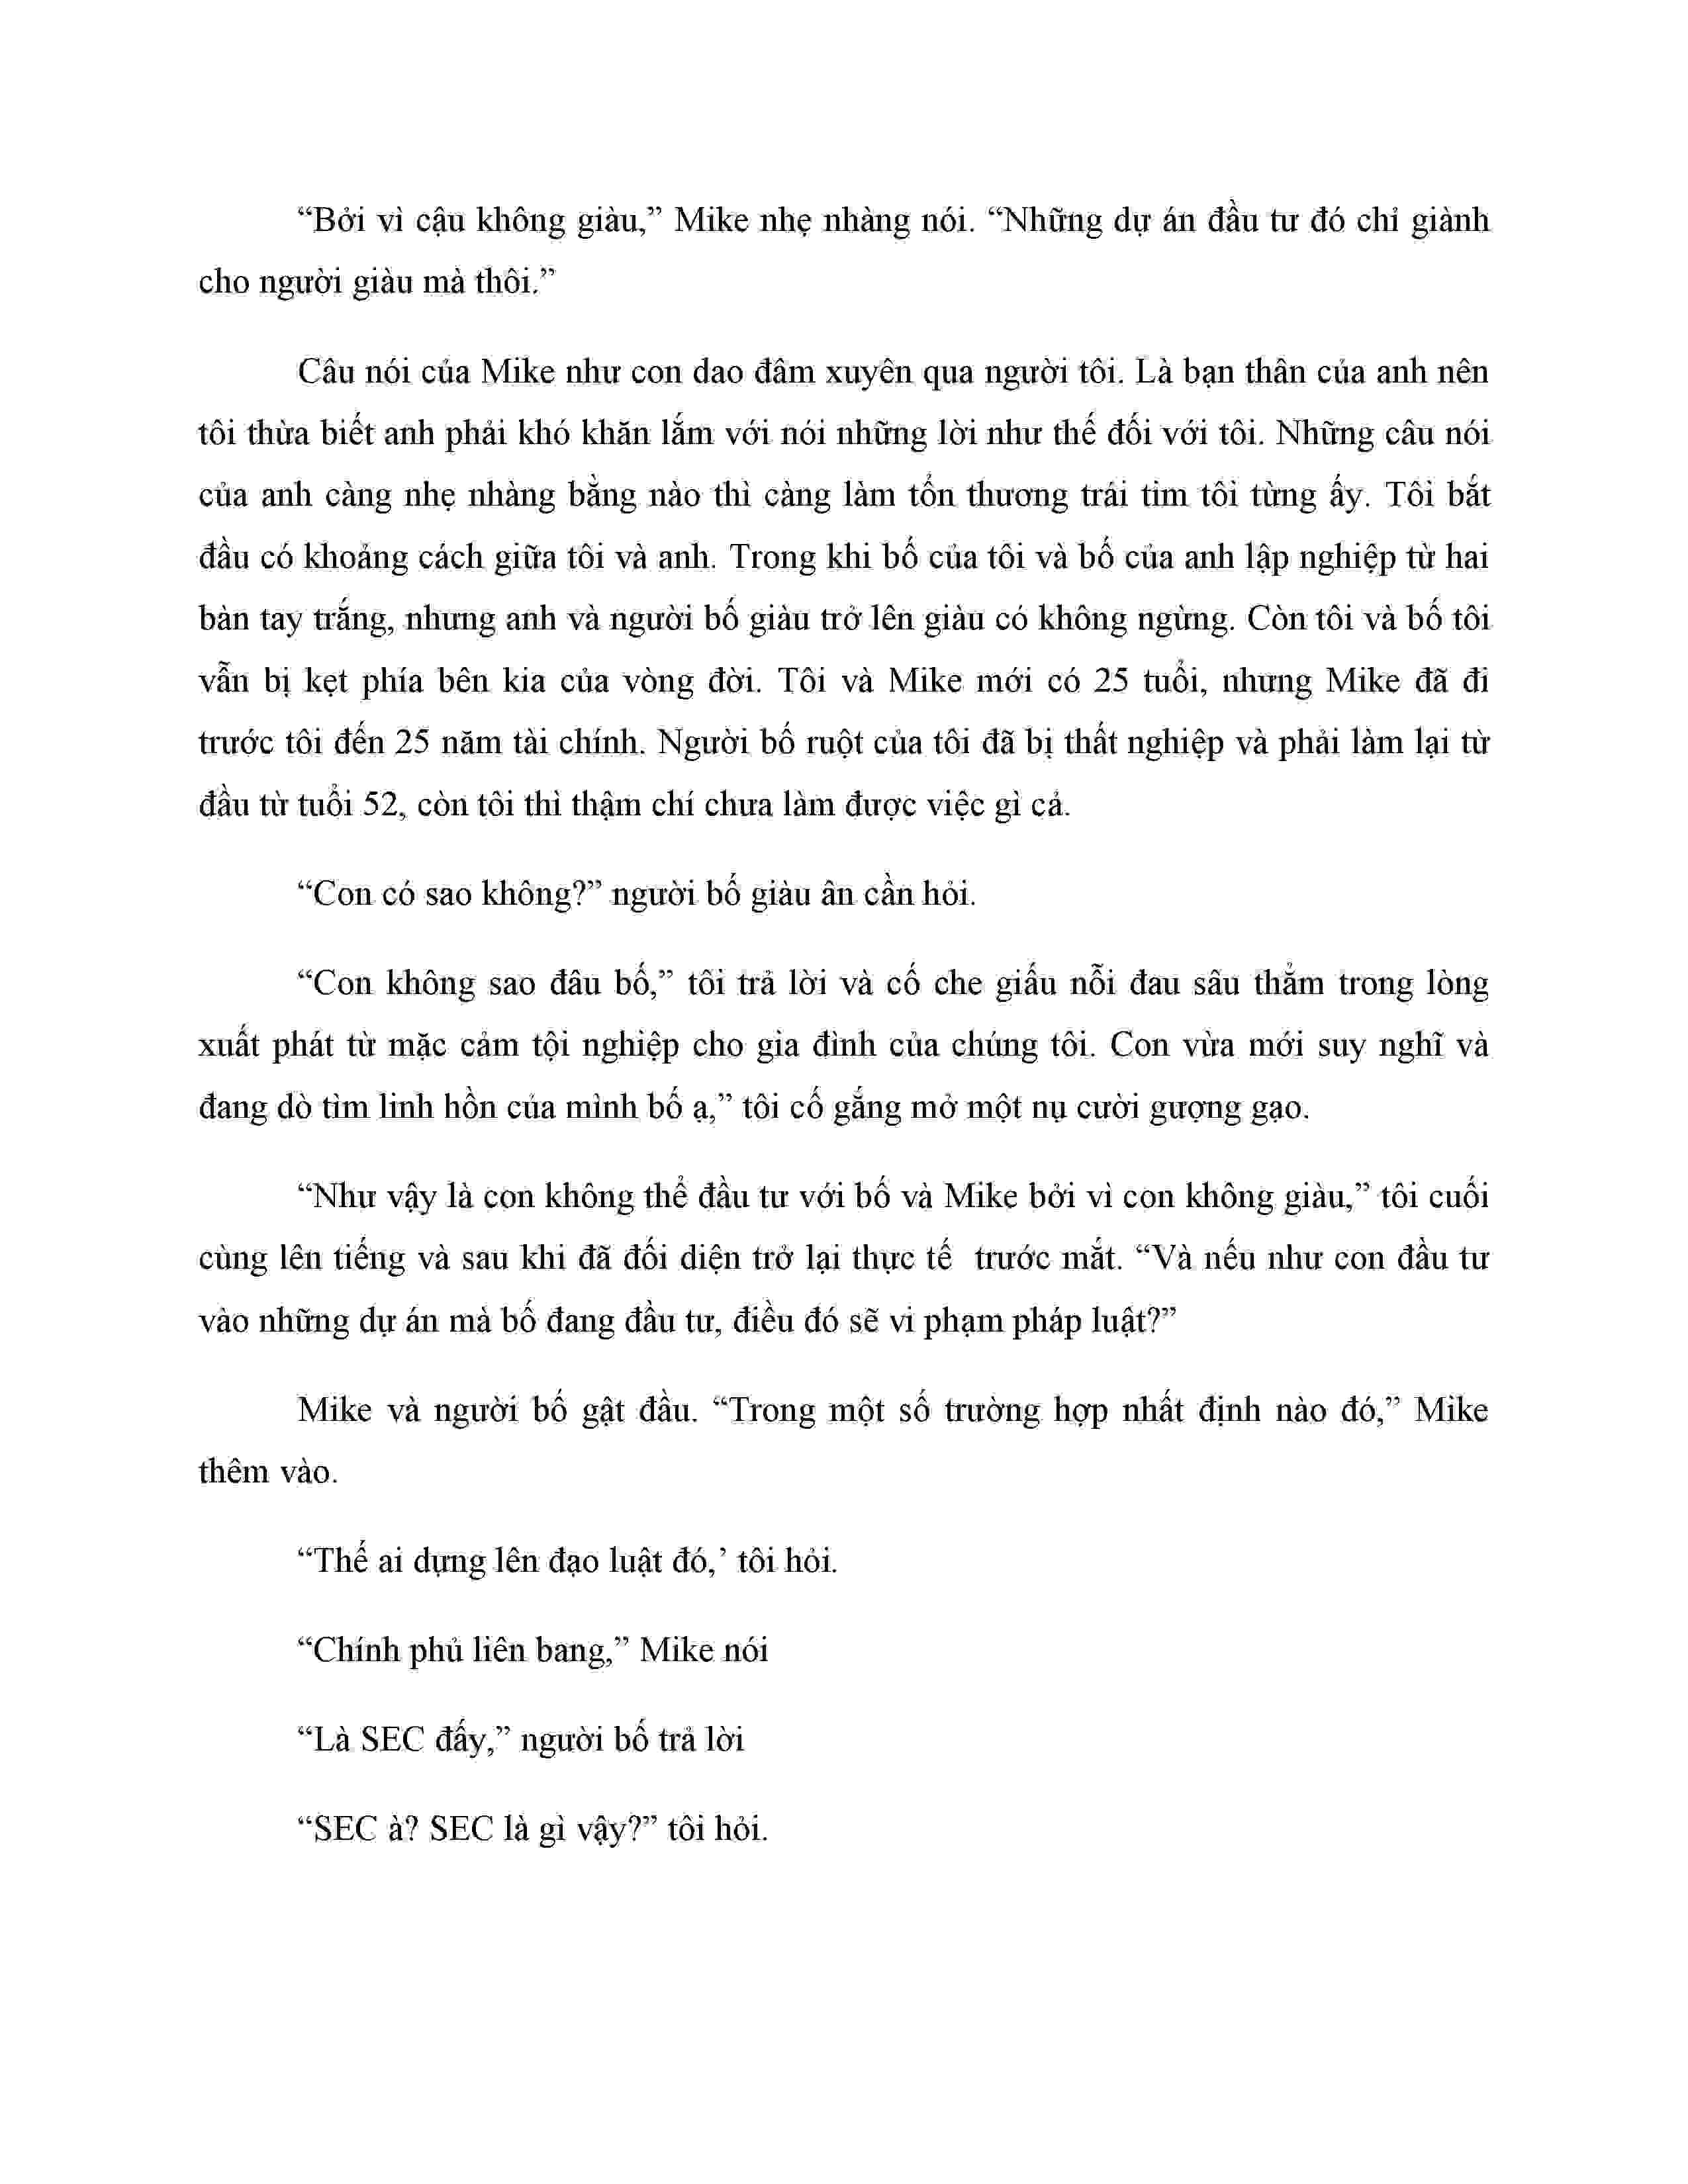 “Bởi vì cậu không giàu,” Mike nhẹ nhàng nói. “Những dự án đầu tư đó chỉ giành
cho người giàu mà thôi.”
Câu nói của Mike như con dao đâm xuyên qua người tôi. Là bạn thân của anh nên
tôi thừa biết anh phải khó khăn lắm với nói những lời như thế đối với tôi. Những câu nói
của anh càng nhẹ nhàng bằng nào thì càng làm tổn thương trái tim tôi từng ấy. Tôi bắt
đầu có khoảng cách giữa tôi và anh. Trong khi bố của tôi và bố của anh lập nghiệp từ hai
bàn tay trắng, nhưng anh và người bố giàu trở lên giàu có không ngừng. Còn tôi và bố tôi
vẫn bị kẹt phía bên kia của vòng đời. Tôi và Mike mới có 25 tuổi, nhưng Mike đã đi
trước tôi đến 25 năm tài chính. Người bố ruột của tôi đã bị thất nghiệp và phải làm lại từ
đầu từ tuổi 52, còn tôi thì thậm chí chưa làm được việc gì cả.
“Con có sao không?” người bố giàu ân cần hỏi.
“Con không sao đâu bố,” tôi trả lời và cố che giấu nỗi đau sâu thẳm trong lòng
xuất phát từ mặc cảm tội nghiệp cho gia đình của chúng tôi. Con vừa mới suy nghĩ và
đang dò tìm linh hồn của mình bố ạ,” tôi cố gắng mở một nụ cười gượng gạo.
“Như vậy là con không thể đầu tư với bố và Mike bởi vì con không giàu,” tôi cuối
cùng lên tiếng và sau khi đã đối diện trở lại thực tế  trước mắt. “Và nếu như con đầu tư
vào những dự án mà bố đang đầu tư, điều đó sẽ vi phạm pháp luật?”
Mike và người bố gật đầu. “Trong một số trường hợp nhất định nào đó,” Mike
thêm vào.
“Thế ai dựng lên đạo luật đó,’ tôi hỏi.
“Chính phủ liên bang,” Mike nói
“Là SEC đấy,” người bố trả lời
“SEC à? SEC là gì vậy?” tôi hỏi.